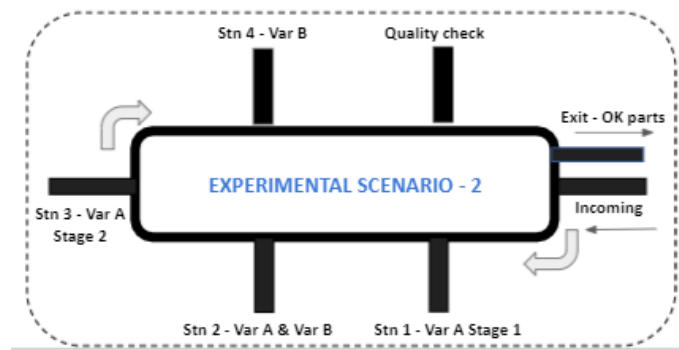 Stn 4 - Var B
Quality check
Exit - OK parts
EXPERIMENTAL SCENARIO - 2
Incoming
Stn 3 - Var A
Stage 2
Stn 2 - Var A & Var B
Stn 1 - Var A Stage 1